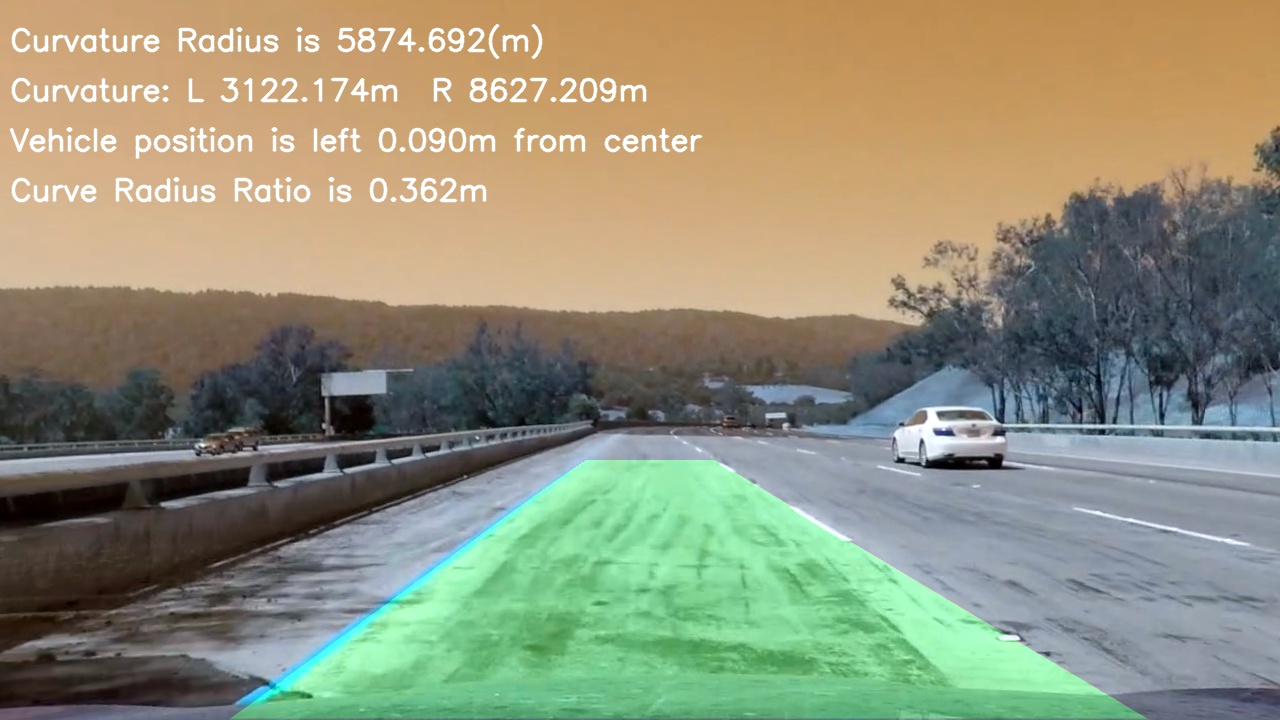 Curvature Radius is 5874.692(m)
Curvature: L 3122.174m R 8627.209m
Vehicle position is left 0.090m from center
Curve Radius Ratio is 0.362m